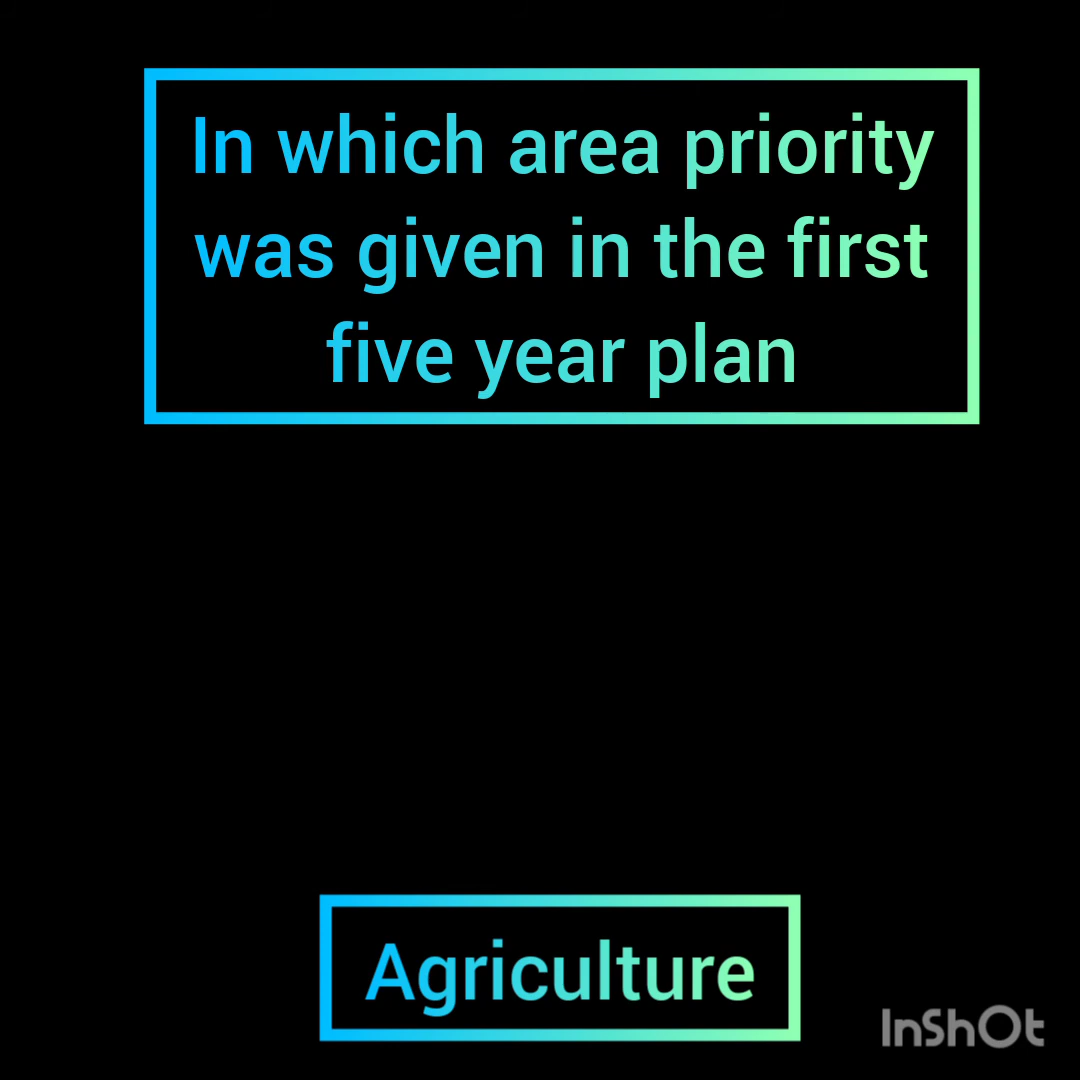 In which area priority
was given in the first
five year plan
Agriculture
InShOt